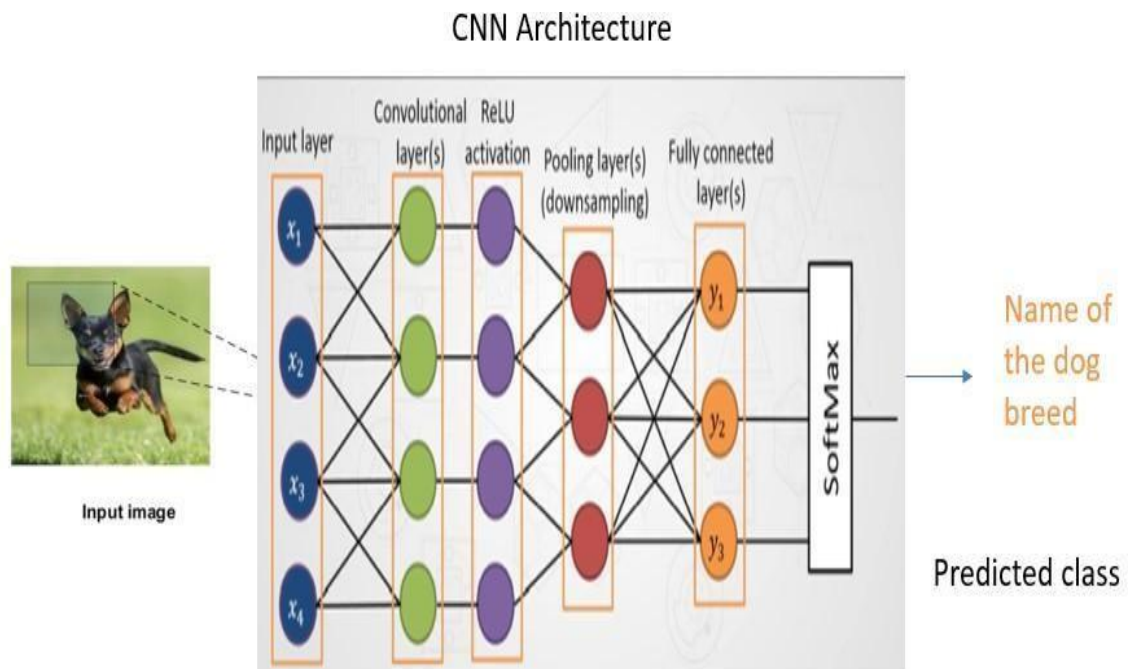 CNN Architecture
Input layer
Convolutional
layer(s)
ReLU
activation
Pooling layer(s)
(downsampling)
Fully connected
layer(s)
x₁
x₂
x₃
x₄
y₁
y₂
y₃
SoftMax
Name of
the dog
breed
Input image
Predicted class